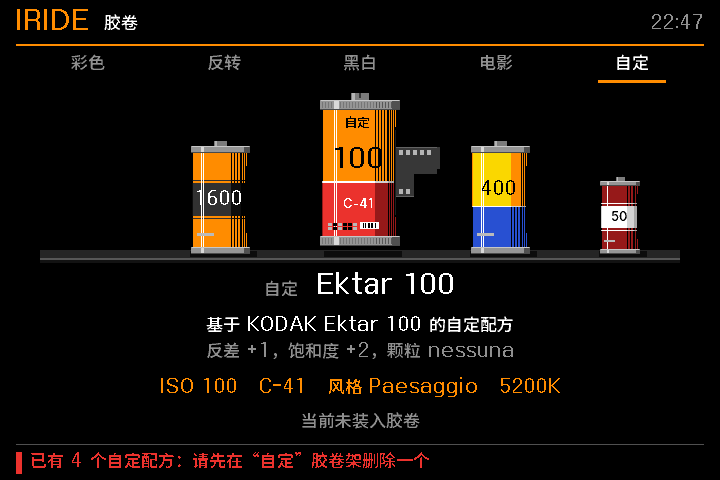 IRIDE 胶卷 22:47
彩色 反转 黑白 电影 自定
自定
100
C-41
1600
400
50
自定 Ektar 100
基于 KODAK Ektar 100 的自定配方
反差 +1，饱和度 +2，颗粒 nessuna
ISO 100 C-41 风格 Paesaggio 5200K
当前未装入胶卷
已有 4 个自定配方：请先在“自定”胶卷架删除一个